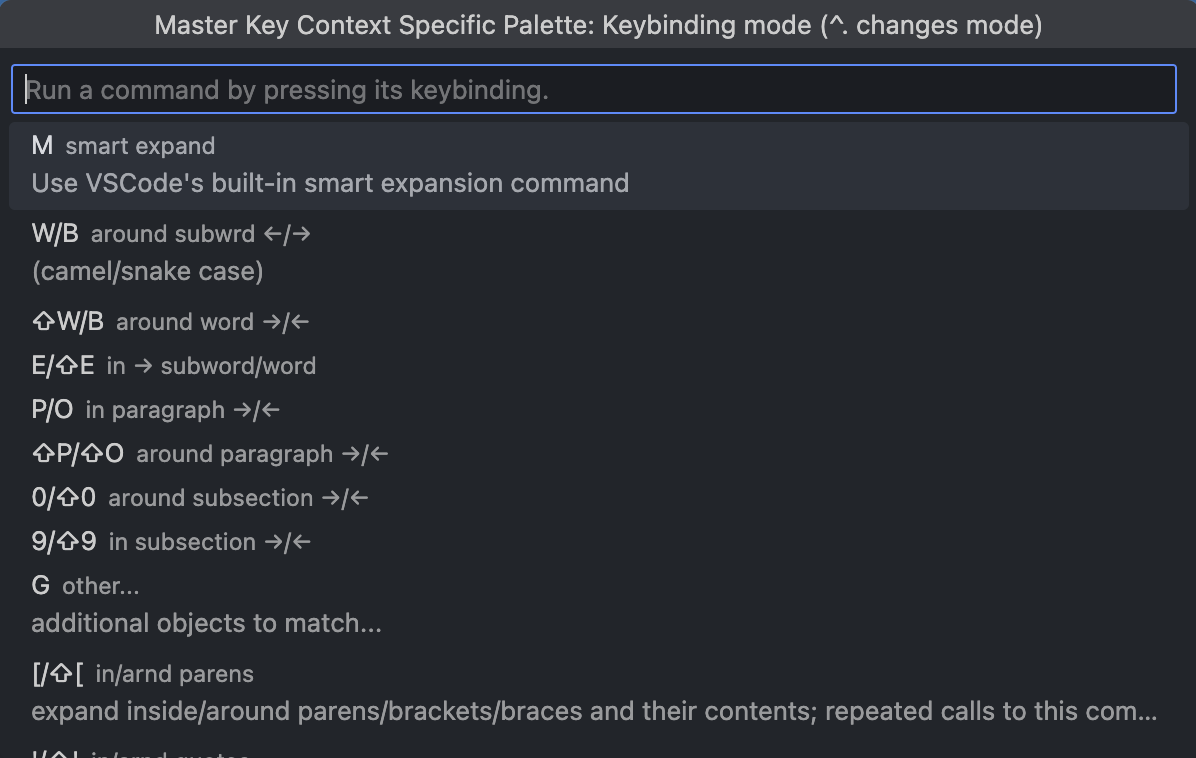 Master Key Context Specific Palette: Keybinding mode (^. changes mode)
Run a command by pressing its keybinding.
M smart expand
Use VSCode's built-in smart expansion command
W/B around subwrd ←/→
(camel/snake case)
⇧W/B around word →/←
E/⇧E in → subword/word
P/O in paragraph →/←
⇧P/⇧O around paragraph →/←
0/⇧0 around subsection →/←
9/⇧9 in subsection →/←
G other...
additional objects to match...
[/⇧[ in/arnd parens
expand inside/around parens/brackets/braces and their contents; repeated calls to this com...
in/arnd quotes